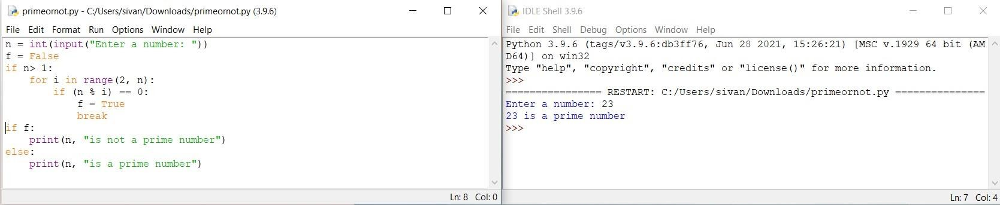 primeornot.py - C:/Users/sivan/Downloads/primeornot.py (3.9.6)
File Edit Format Run Options Window Help
n = int(input("Enter a number: "))
f = False
if n> 1:
    for i in range(2, n):
        if (n % i) == 0:
            f = True
            break
if f:
    print(n, "is not a prime number")
else:
    print(n, "is a prime number")
Ln: 8 Col: 0
IDLE Shell 3.9.6
File Edit Shell Debug Options Window Help
Python 3.9.6 (tags/v3.9.6:db3ff76, Jun 28 2021, 15:26:21) [MSC v.1929 64 bit (AM
D64)] on win32
Type "help", "copyright", "credits" or "license()" for more information.
>>>
================ RESTART: C:/Users/sivan/Downloads/primeornot.py ===============
Enter a number: 23
23 is a prime number
>>>
Ln: 7 Col: 4